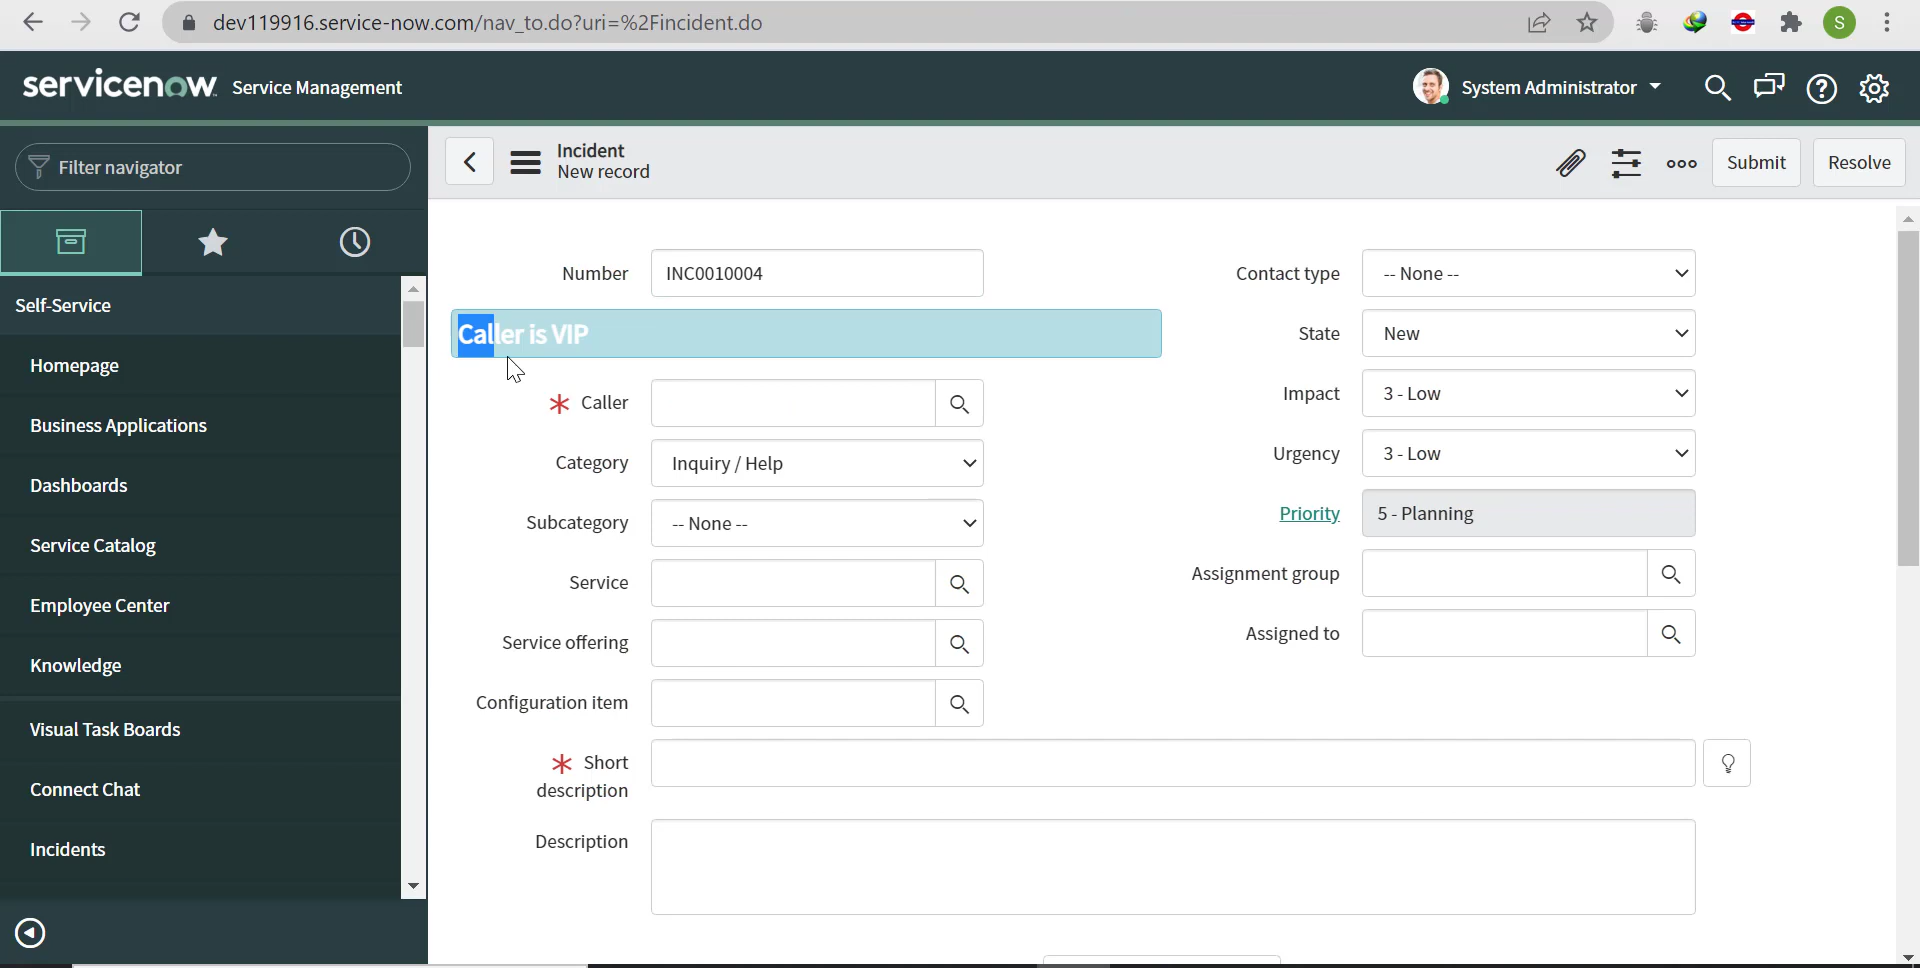 dev119916.service-now.com/nav_to.do?uri=%2Fincident.do
S
servicenow Service Management
System Administrator
Filter navigator
Incident
New record
Submit
Resolve
Self-Service
Homepage
Business Applications
Dashboards
Service Catalog
Employee Center
Knowledge
Visual Task Boards
Connect Chat
Incidents
Number INC0010004
Caller is VIP
* Caller
Category Inquiry / Help
Subcategory -- None --
Service
Service offering
Configuration item
* Short
description
Description
Contact type -- None --
State New
Impact 3 - Low
Urgency 3 - Low
Priority 5 - Planning
Assignment group
Assigned to